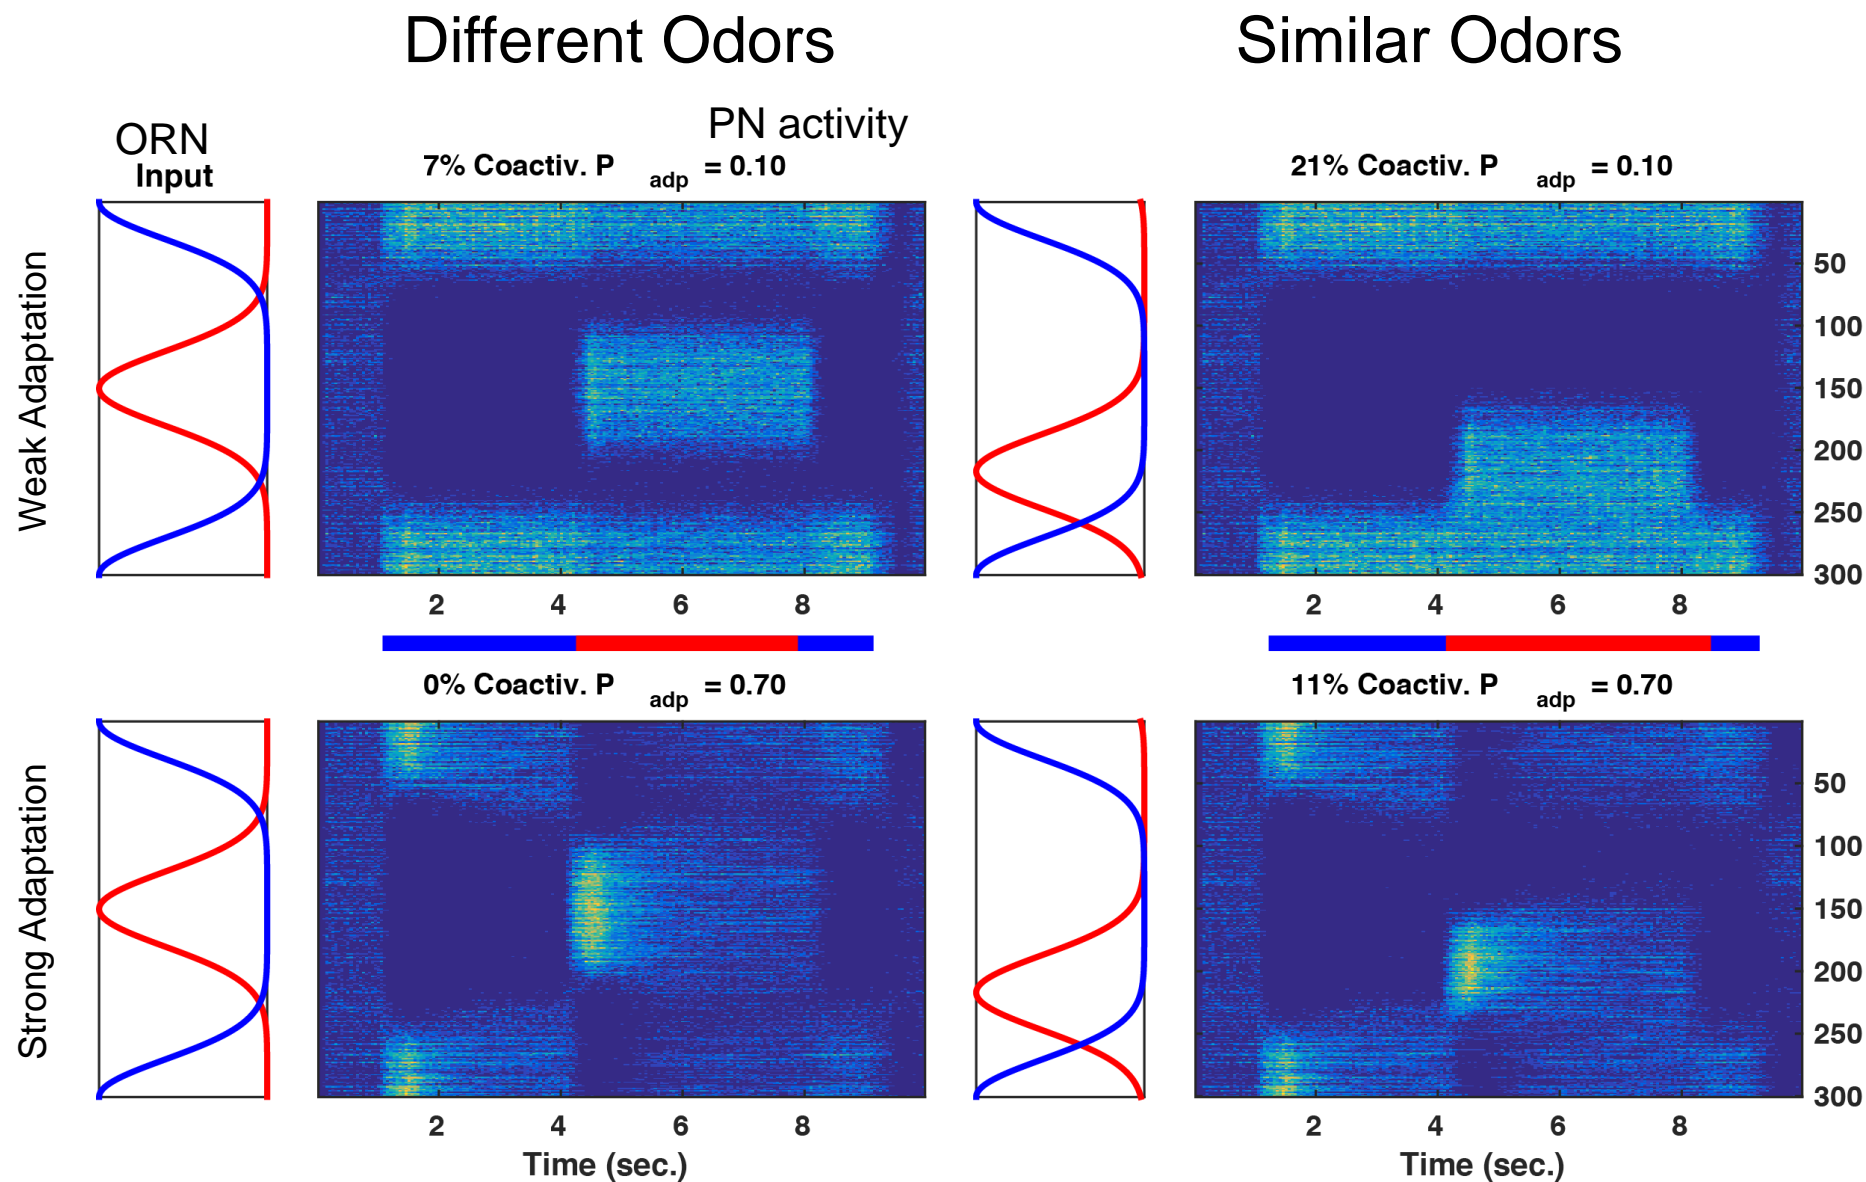 Different Odors
Similar Odors
ORN
Input
PN activity
7% Coactiv. P adp = 0.10
21% Coactiv. P adp = 0.10
Weak Adaptation
50
100
150
200
250
300
2 4 6 8
2 4 6 8
0% Coactiv. P adp = 0.70
11% Coactiv. P adp = 0.70
Strong Adaptation
50
100
150
200
250
300
2 4 6 8
2 4 6 8
Time (sec.)
Time (sec.)